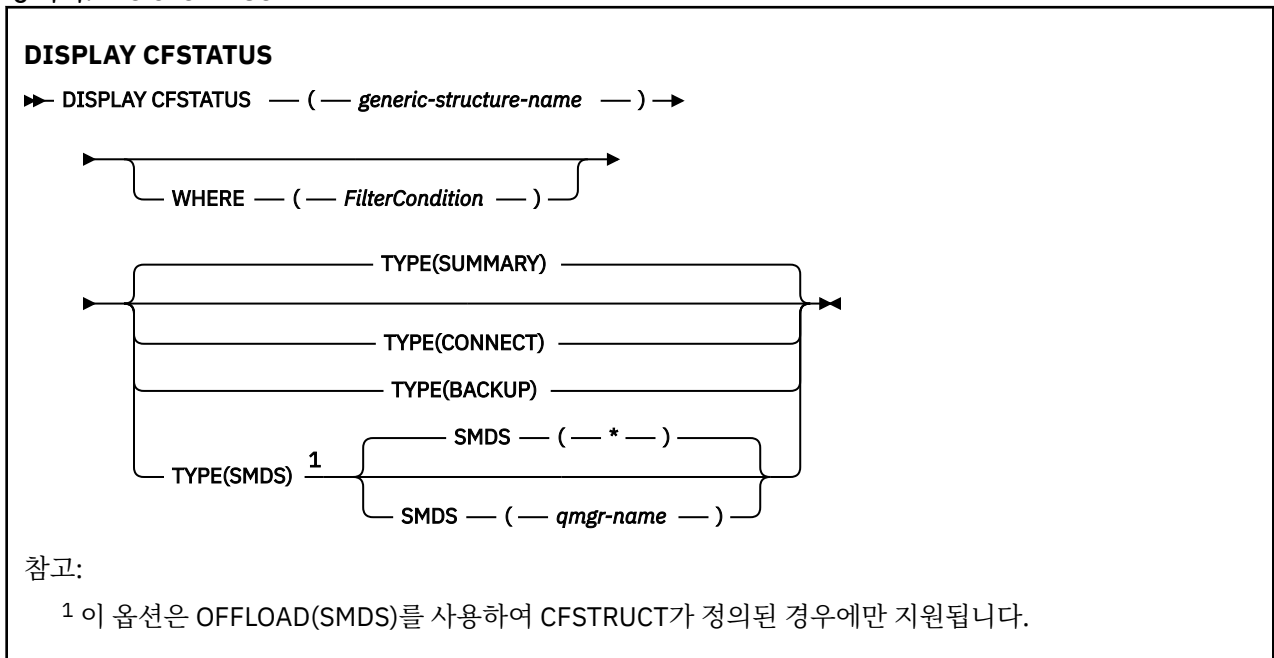 DISPLAY CFSTATUS
DISPLAY CFSTATUS ( generic-structure-name )
WHERE ( FilterCondition )
TYPE(SUMMARY)
TYPE(CONNECT)
TYPE(BACKUP)
SMDS ( * )
TYPE(SMDS) 1
SMDS ( qmgr-name )
참고:
1 이 옵션은 OFFLOAD(SMDS)를 사용하여 CFSTRUCT가 정의된 경우에만 지원됩니다.